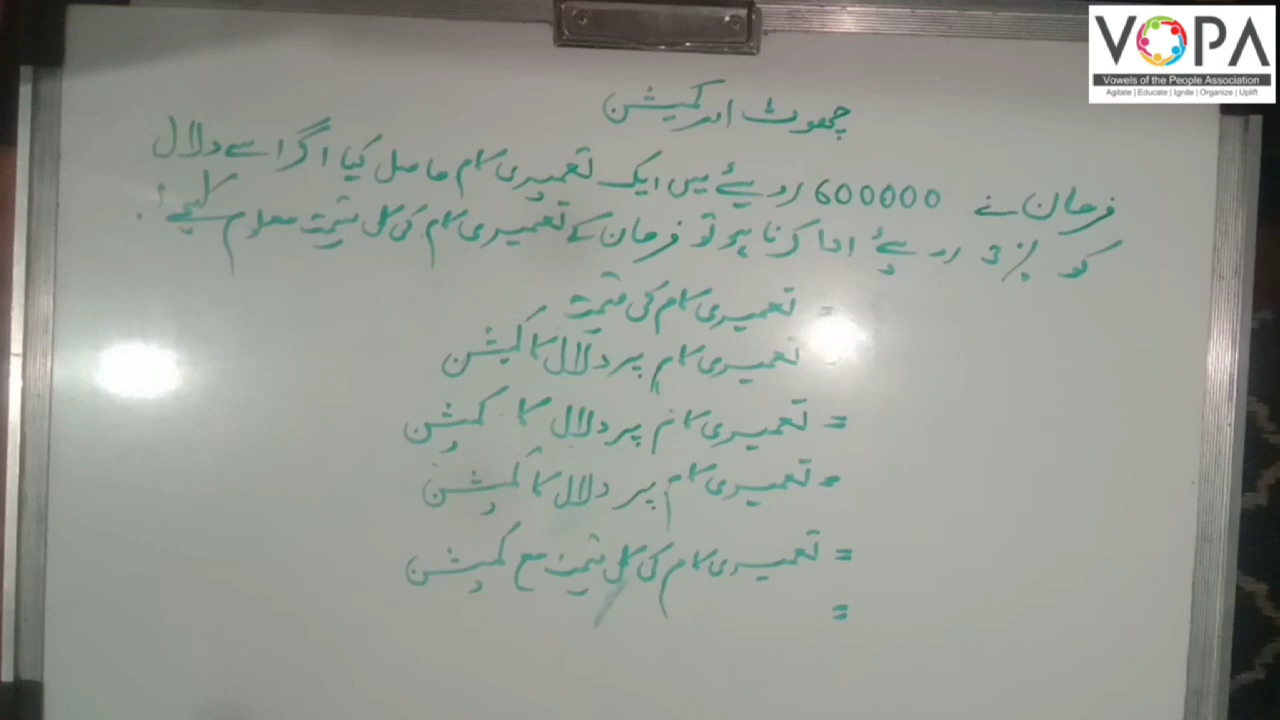 VOPA
Vowels of the People Association
Agitate | Educate | Ignite | Organize | Uplift
چھوٹ اور کمیشن
فرحان نے 600000 روپیئے میں ایک تعمیری کام حاصل کیا اگر اسے دلال
کو 3% روپیئے ادا کرنا ہو تو فرحان کے تعمیری کام کی کل قیمت معلوم کیجیے؟
= تعمیری کام کی قیمت
تعمیری کام پر دلال کا کمیشن
= تعمیری کام پر دلال کا کمیشن
= تعمیری کام پر دلال کا کمیشن
= تعمیری کام کی کل قیمت مع کمیشن
=